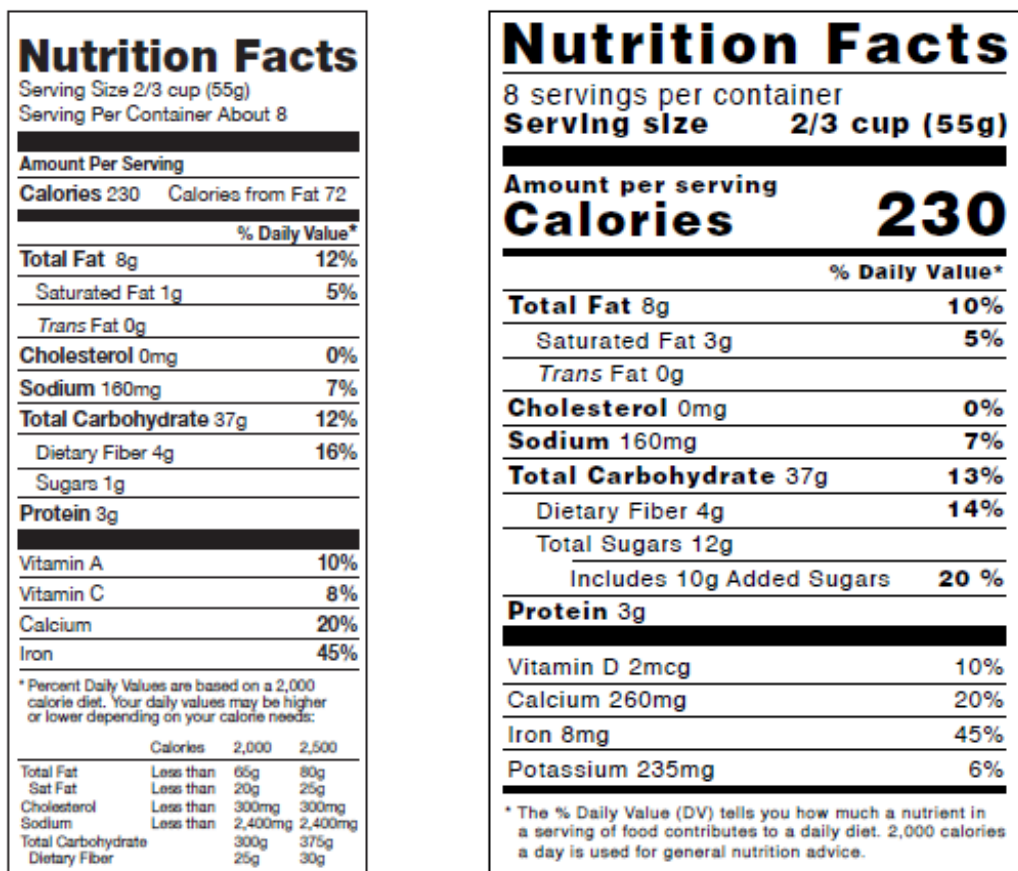 Nutrition Facts
Serving Size 2/3 cup (55g)
Serving Per Container About 8
Amount Per Serving
Calories 230 Calories from Fat 72
% Daily Value*
Total Fat 8g 12%
Saturated Fat 1g 5%
Trans Fat 0g
Cholesterol 0mg 0%
Sodium 160mg 7%
Total Carbohydrate 37g 12%
Dietary Fiber 4g 16%
Sugars 1g
Protein 3g
Vitamin A 10%
Vitamin C 8%
Calcium 20%
Iron 45%
* Percent Daily Values are based on a 2,000
calorie diet. Your daily values may be higher
or lower depending on your calorie needs:
Calories 2,000 2,500
Total Fat Less than 65g 80g
Sat Fat Less than 20g 25g
Cholesterol Less than 300mg 300mg
Sodium Less than 2,400mg 2,400mg
Total Carbohydrate 300g 375g
Dietary Fiber 25g 30g
Nutrition Facts
8 servings per container
Serving size 2/3 cup (55g)
Amount per serving
Calories 230
% Daily Value*
Total Fat 8g 10%
Saturated Fat 3g 5%
Trans Fat 0g
Cholesterol 0mg 0%
Sodium 160mg 7%
Total Carbohydrate 37g 13%
Dietary Fiber 4g 14%
Total Sugars 12g
Includes 10g Added Sugars 20 %
Protein 3g
Vitamin D 2mcg 10%
Calcium 260mg 20%
Iron 8mg 45%
Potassium 235mg 6%
* The % Daily Value (DV) tells you how much a nutrient in
a serving of food contributes to a daily diet. 2,000 calories
a day is used for general nutrition advice.